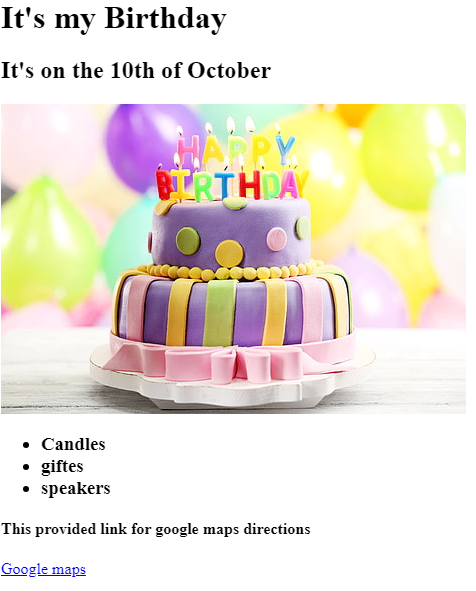 It's my Birthday
It's on the 10th of October
HAPPY
BIRTHDAY
Candles
giftes
speakers
This provided link for google maps directions
Google maps